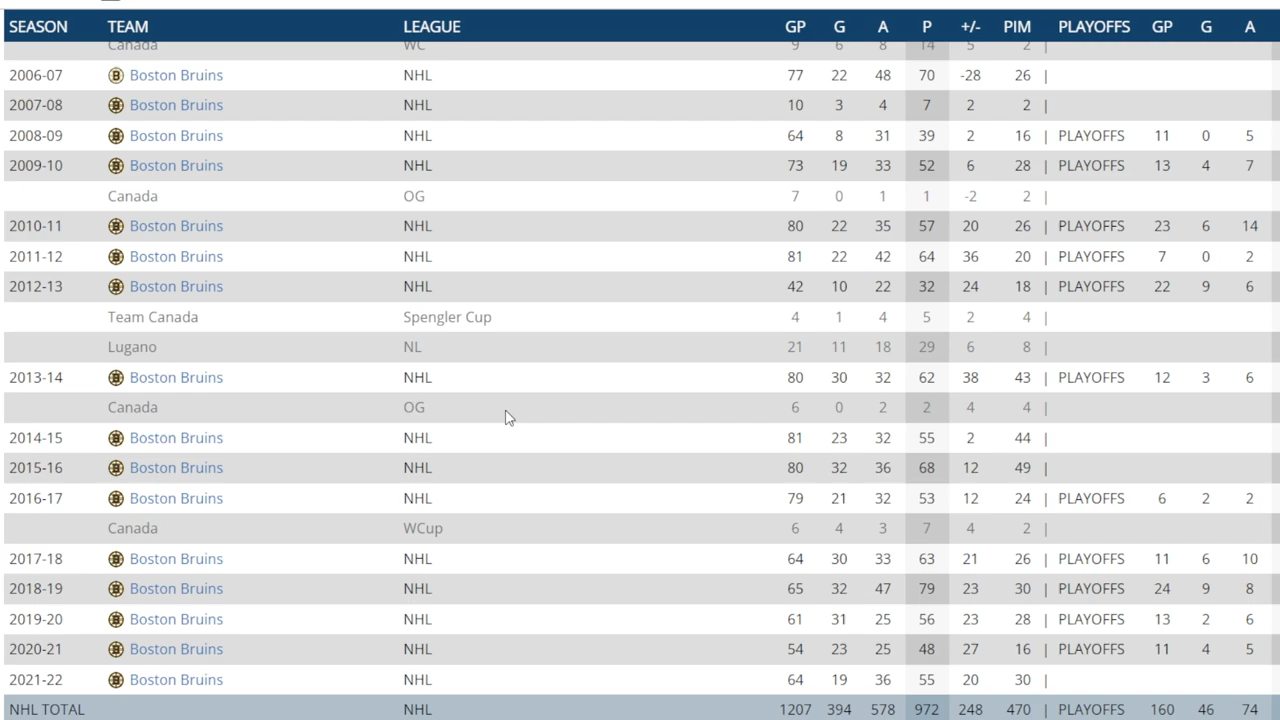 SEASON TEAM LEAGUE GP G A P +/- PIM PLAYOFFS GP G A
Canada WC 9 6 8 14 5 2 |
2006-07 Boston Bruins NHL 77 22 48 70 -28 26 |
2007-08 Boston Bruins NHL 10 3 4 7 2 2 |
2008-09 Boston Bruins NHL 64 8 31 39 2 16 | PLAYOFFS 11 0 5
2009-10 Boston Bruins NHL 73 19 33 52 6 28 | PLAYOFFS 13 4 7
Canada OG 7 0 1 1 -2 2 |
2010-11 Boston Bruins NHL 80 22 35 57 20 26 | PLAYOFFS 23 6 14
2011-12 Boston Bruins NHL 81 22 42 64 36 20 | PLAYOFFS 7 0 2
2012-13 Boston Bruins NHL 42 10 22 32 24 18 | PLAYOFFS 22 9 6
Team Canada Spengler Cup 4 1 4 5 2 4 |
Lugano NL 21 11 18 29 6 8 |
2013-14 Boston Bruins NHL 80 30 32 62 38 43 | PLAYOFFS 12 3 6
Canada OG 6 0 2 2 4 4 |
2014-15 Boston Bruins NHL 81 23 32 55 2 44 |
2015-16 Boston Bruins NHL 80 32 36 68 12 49 |
2016-17 Boston Bruins NHL 79 21 32 53 12 24 | PLAYOFFS 6 2 2
Canada WCup 6 4 3 7 4 2 |
2017-18 Boston Bruins NHL 64 30 33 63 21 26 | PLAYOFFS 11 6 10
2018-19 Boston Bruins NHL 65 32 47 79 23 30 | PLAYOFFS 24 9 8
2019-20 Boston Bruins NHL 61 31 25 56 23 28 | PLAYOFFS 13 2 6
2020-21 Boston Bruins NHL 54 23 25 48 27 16 | PLAYOFFS 11 4 5
2021-22 Boston Bruins NHL 64 19 36 55 20 30 |
NHL TOTAL NHL 1207 394 578 972 248 470 | PLAYOFFS 160 46 74